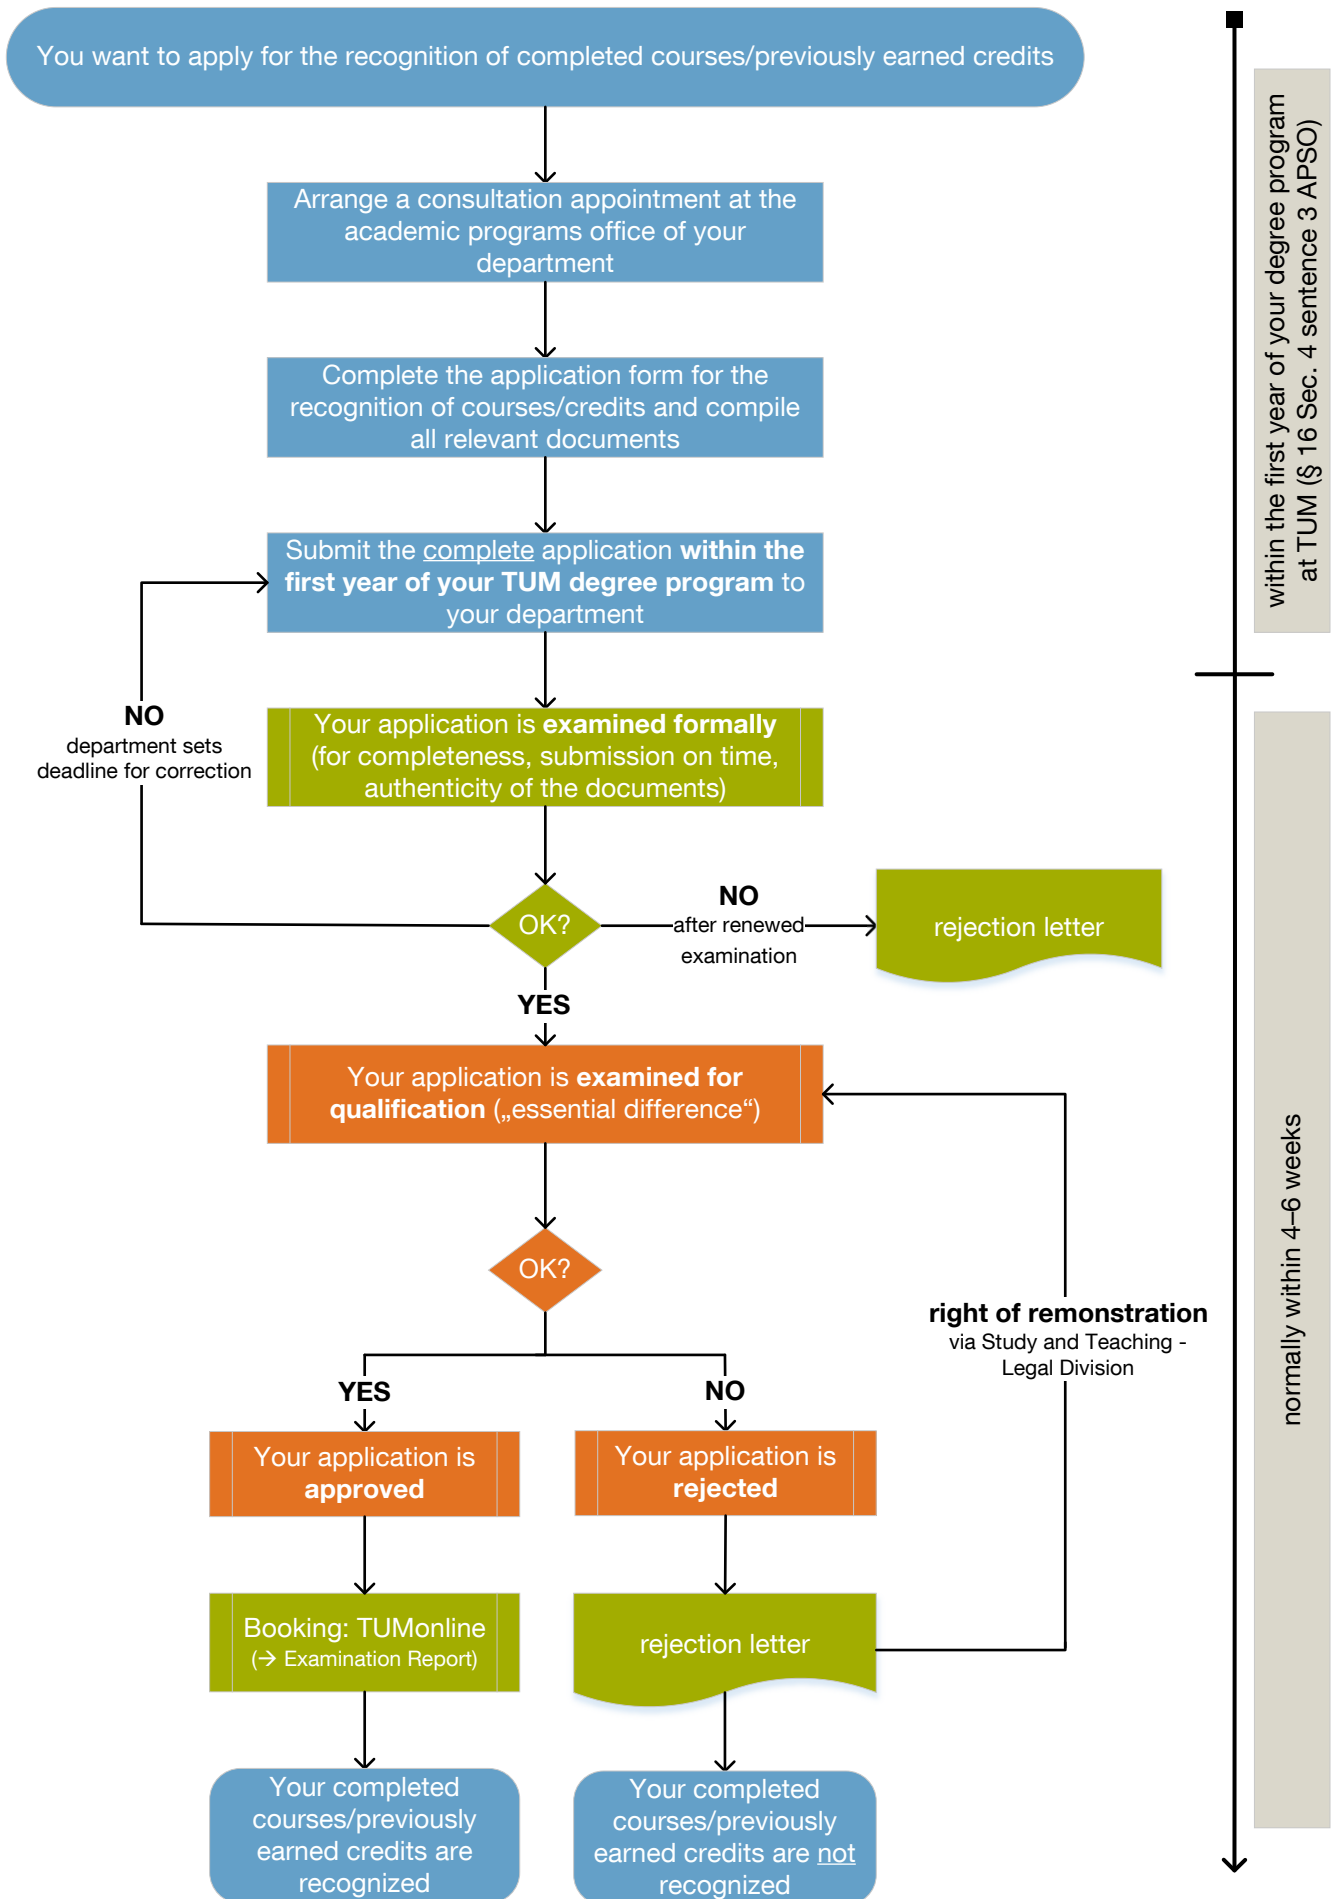 You want to apply for the recognition of completed courses/previously earned credits
Arrange a consultation appointment at the
academic programs office of your
department
Complete the application form for the
recognition of courses/credits and compile
all relevant documents
Submit the complete application within the
first year of your TUM degree program to
your department
within the first year of your degree program
at TUM (§ 16 Sec. 4 sentence 3 APSO)
NO
department sets
deadline for correction
Your application is examined formally
(for completeness, submission on time,
authenticity of the documents)
OK?
NO
after renewed
examination
rejection letter
YES
Your application is examined for
qualification („essential difference“)
OK?
right of remonstration
via Study and Teaching -
Legal Division
normally within 4–6 weeks
YES
NO
Your application is
approved
Your application is
rejected
Booking: TUMonline
(→ Examination Report)
rejection letter
Your completed
courses/previously
earned credits are
recognized
Your completed
courses/previously
earned credits are not
recognized